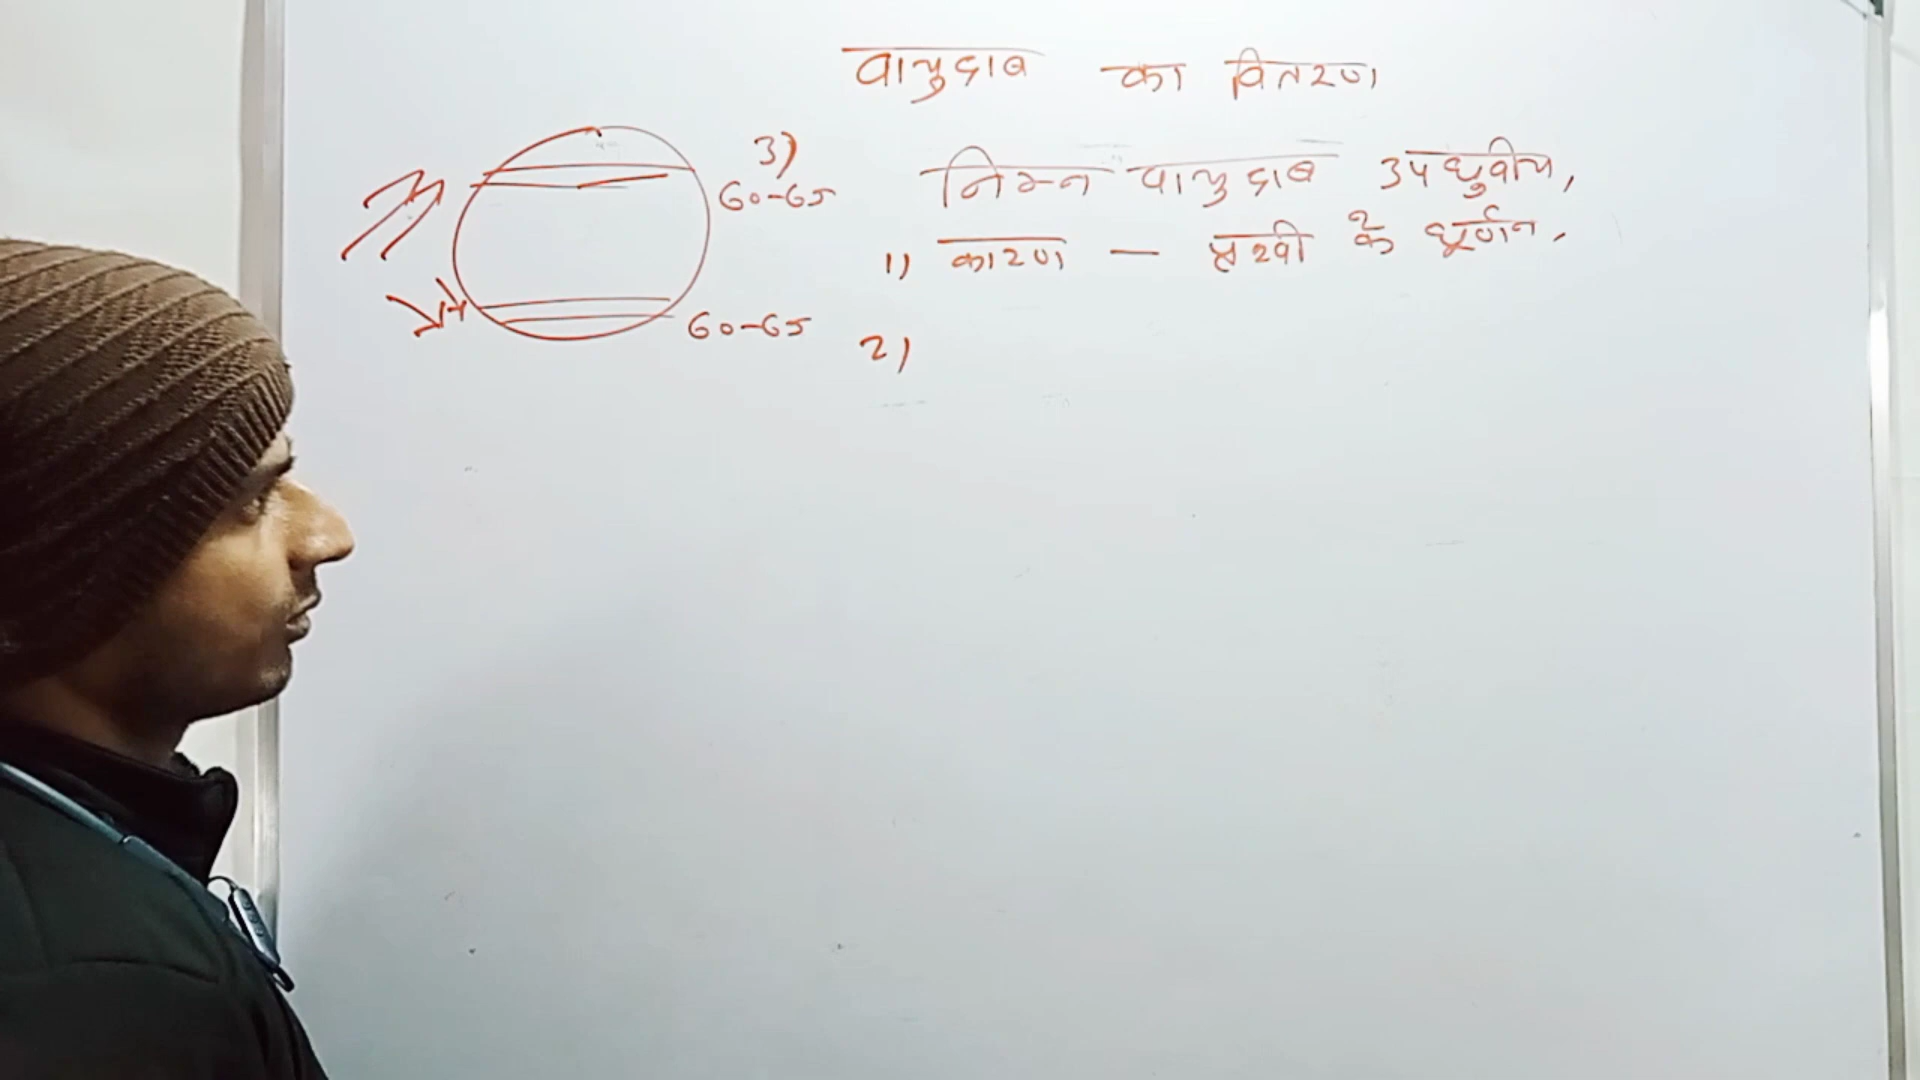 वायुदाब का वितरण
3) निम्न वायुदाब उपध्रुवीय,
60-65
1) कारण — पृथ्वी के घूर्णन,
60-65
2)